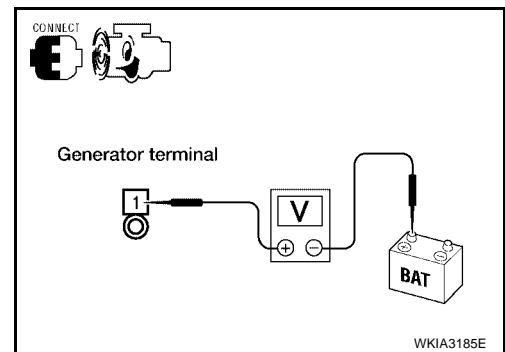 CONNECT
Generator terminal
1
V
+ −
+ −
BAT
WKIA3185E